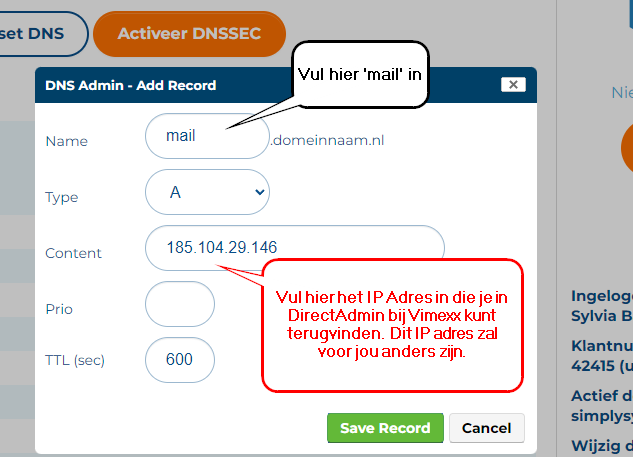 set DNS
Activeer DNSSEC
Vul hier 'mail' in
DNS Admin - Add Record
Name
mail
.domeinnaam.nl
Type
A
Content
185.104.29.146
Vul hier het IP Adres in die je in
DirectAdmin bij Vimexx kunt
terugvinden. Dit IP adres zal
voor jou anders zijn.
Prio
TTL (sec)
600
Save Record
Cancel
Nie
Ingeloge
Sylvia B
Klantnu
42415 (u
Actief d
simplysy
Wijzig d